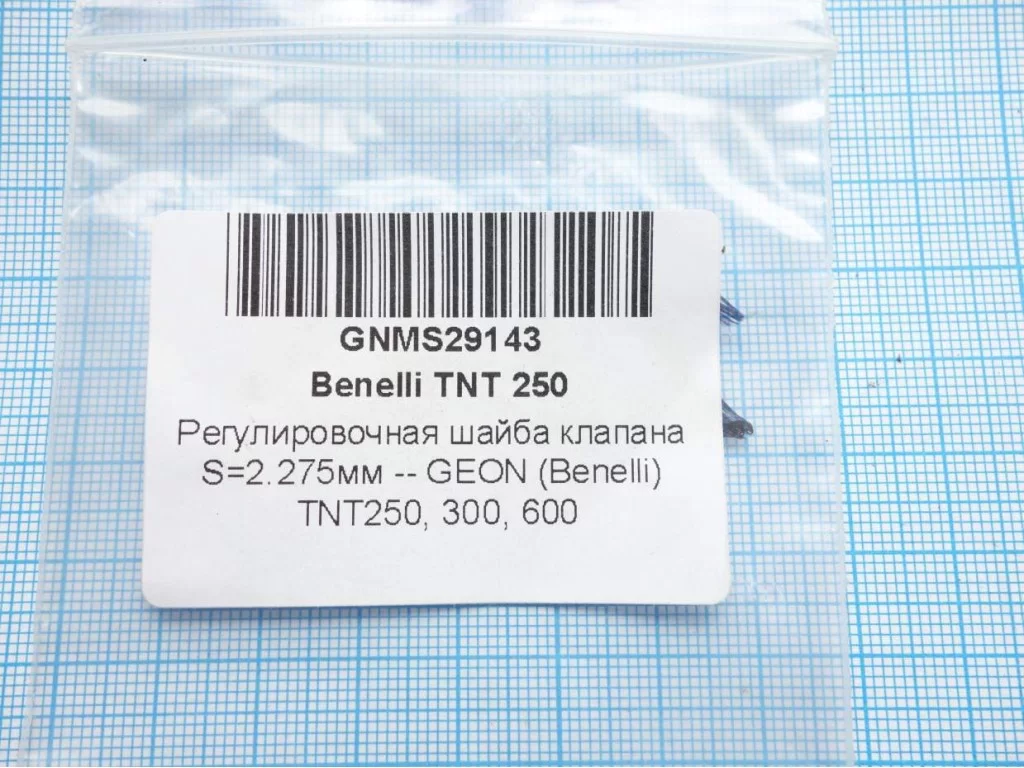 GNMS29143
Benelli TNT 250
Регулировочная шайба клапана
S=2.275мм -- GEON (Benelli)
TNT250, 300, 600